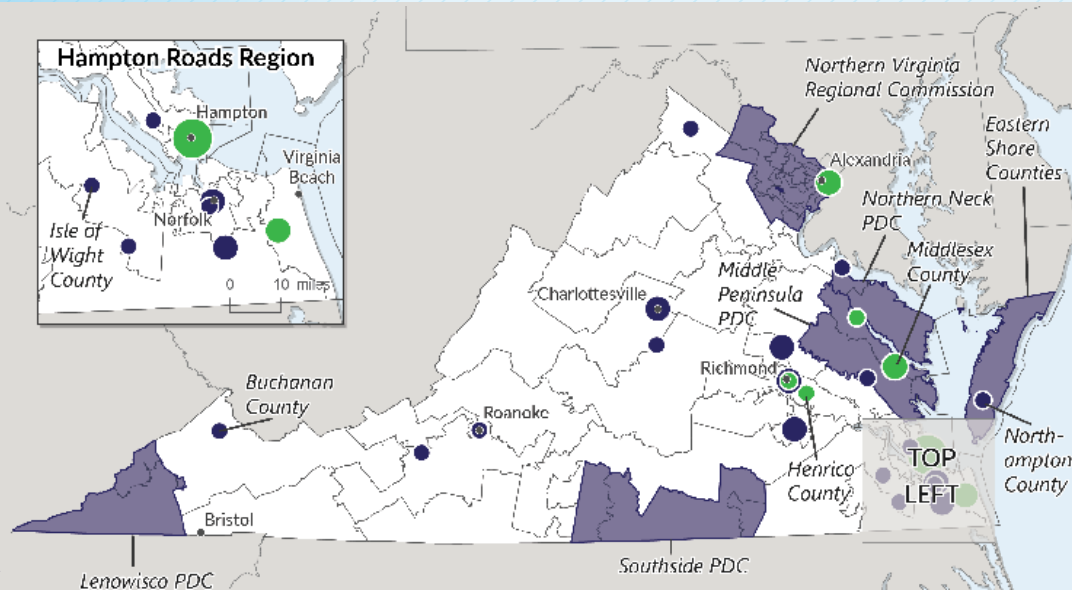 Hampton Roads Region
Hampton
Virginia
Beach
Norfolk
Isle of
Wight
County
0 10 miles
Northern Virginia
Regional Commission
Eastern
Shore
Counties
Alexandria
Northern Neck
PDC
Middlesex
County
Middle
Peninsula
PDC
Charlottesville
Richmond
Buchanan
County
Roanoke
Henrico
County
TOP
LEFT
North-
ampton
County
Bristol
Lenowisco PDC
Southside PDC